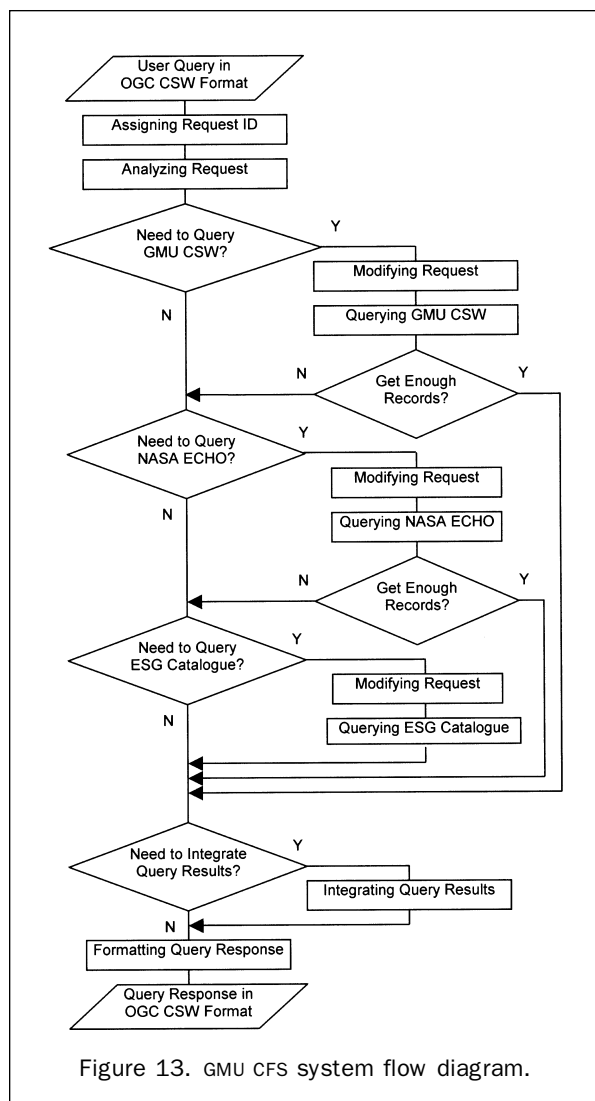 User Query in
OGC CSW Format
Assigning Request ID
Analyzing Request
Need to Query
GMU CSW?
Y
N
Modifying Request
Querying GMU CSW
Get Enough
Records?
N
Y
Need to Query
NASA ECHO?
Y
N
Modifying Request
Querying NASA ECHO
Get Enough
Records?
N
Y
Need to Query
ESG Catalogue?
Y
N
Modifying Request
Querying ESG Catalogue
Need to Integrate
Query Results?
Y
N
Integrating Query Results
Formatting Query Response
Query Response in
OGC CSW Format
Figure 13. GMU CFS system flow diagram.